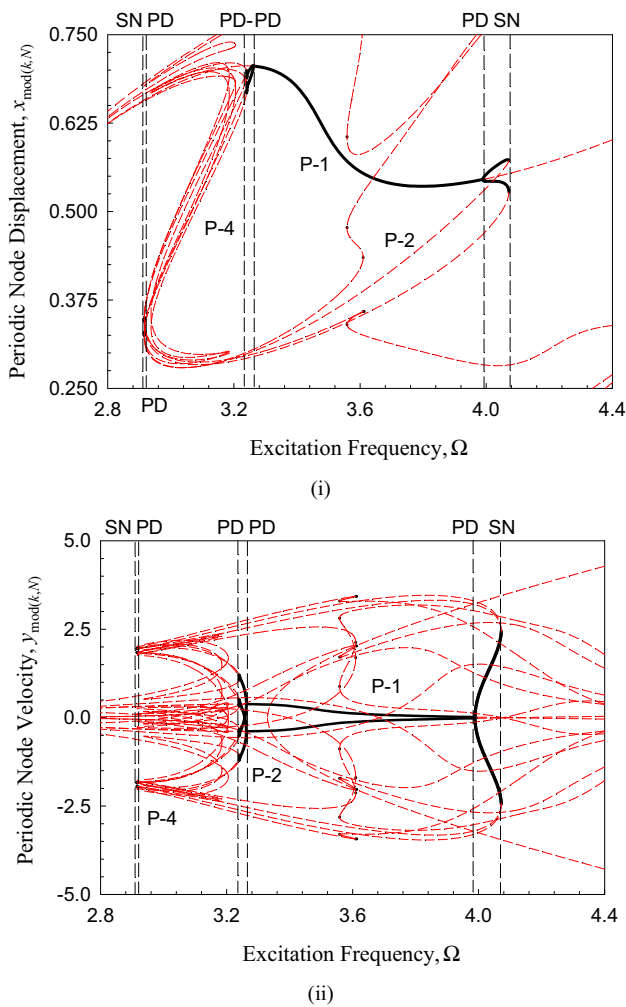 SN PD PD-PD PD SN
0.750
0.625
0.500
0.375
0.250
Periodic Node Displacement, x mod(k,N)
P-1
P-4
P-2
PD
2.8 3.2 3.6 4.0 4.4
Excitation Frequency, Ω
(i)
SN PD PD PD PD SN
5.0
2.5
0.0
-2.5
-5.0
Periodic Node Velocity, y mod(k,N)
P-1
P-2
P-4
2.8 3.2 3.6 4.0 4.4
Excitation Frequency, Ω
(ii)